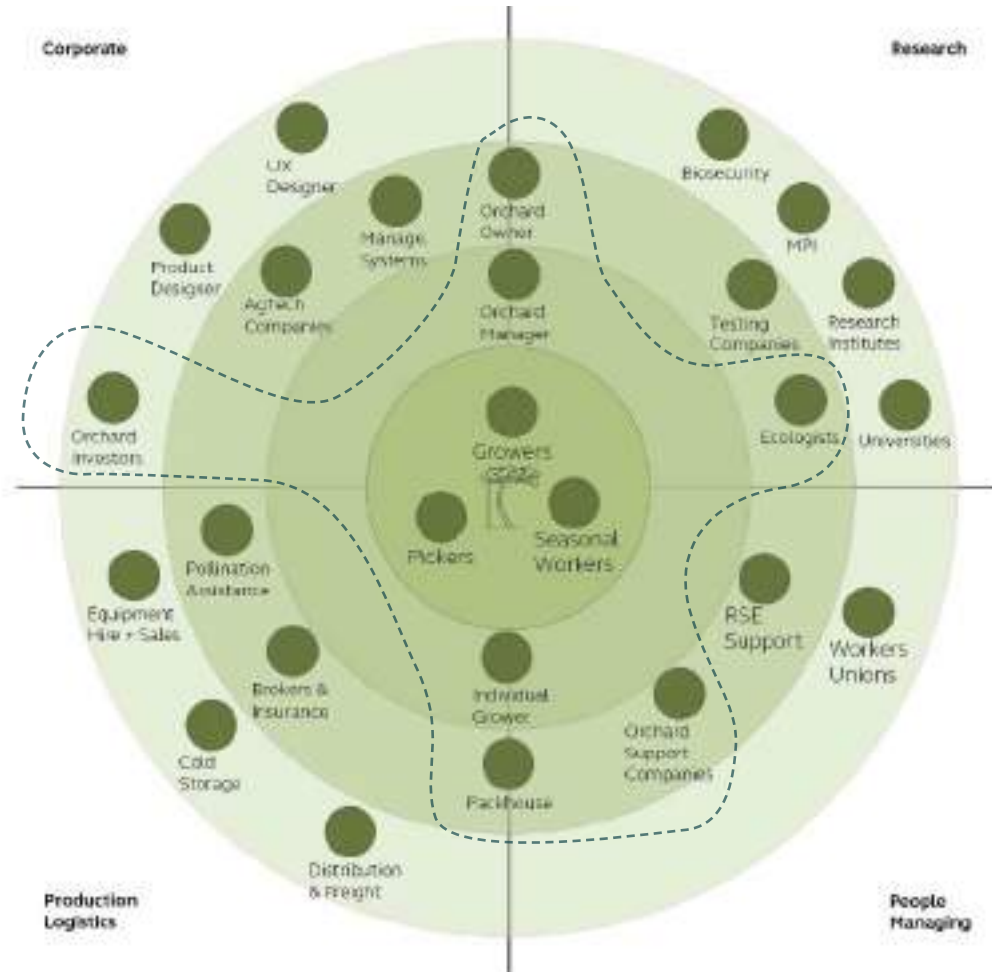 Corporate
Research
UX
Designer
Biosecurity
Orchard
Owner
Manage
Systems
MPI
Product
Designer
Agtech
Companies
Orchard
Manager
Testing
Companies
Research
Institutes
Orchard
Investors
Growers
Ecologists
Universities
Pickers
Seasonal
Workers
Pollination
Assistance
Equipment
Hire + Sales
RSE
Support
Workers
Unions
Brokers &
Insurance
Individual
Grower
Orchard
Support
Companies
Cold
Storage
Packhouse
Distribution
& Freight
Production
Logistics
People
Managing